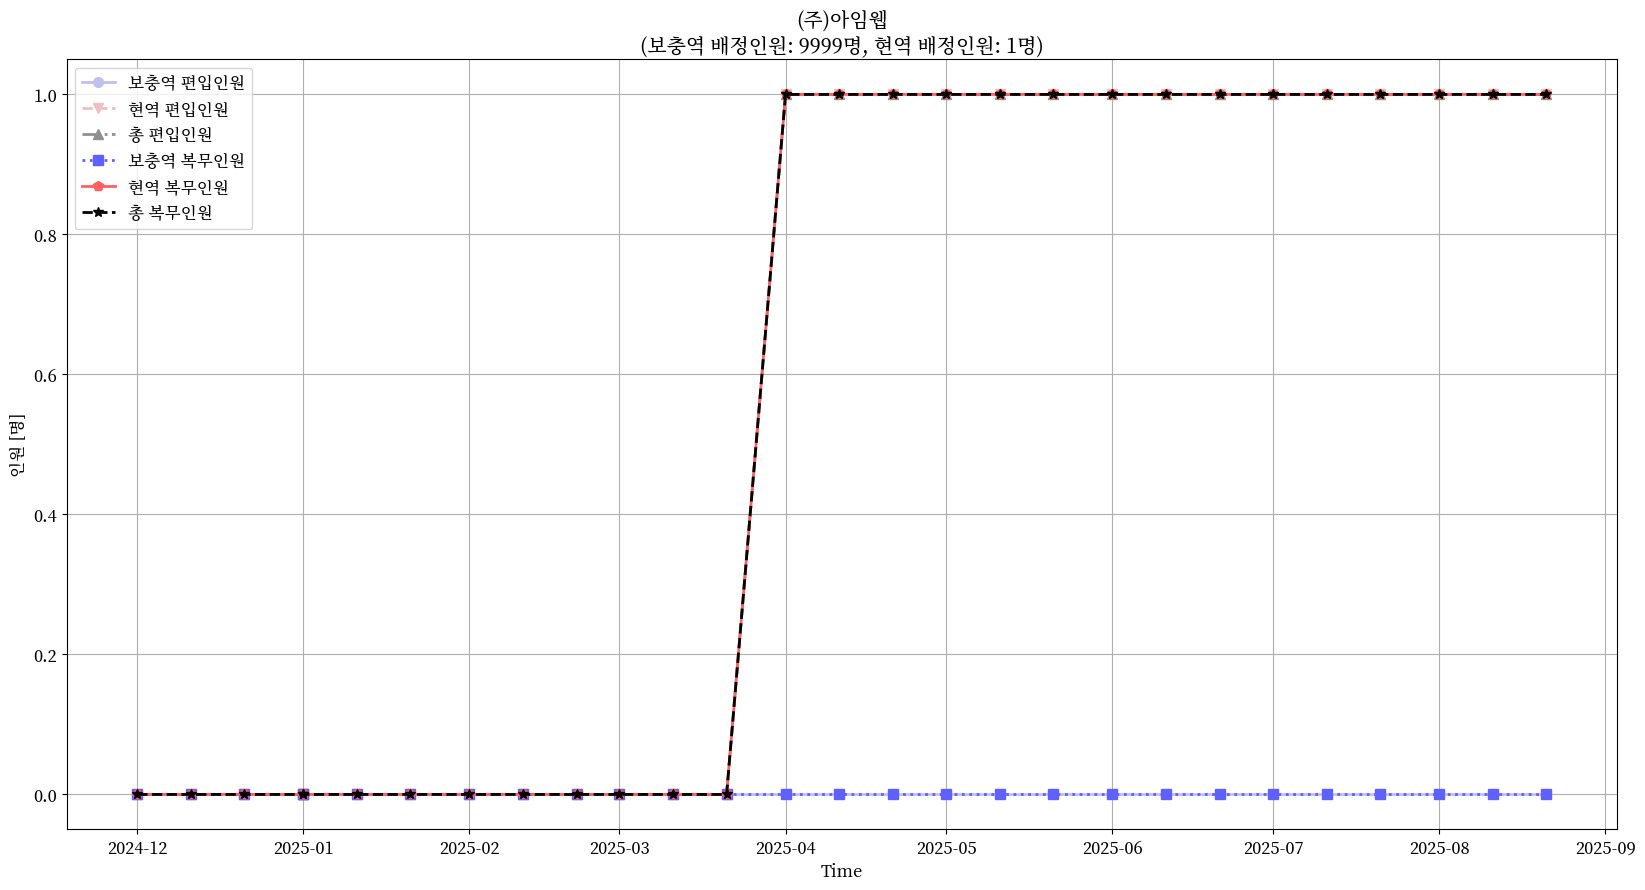 (주)아임웹
(보충역 배정인원: 9999명, 현역 배정인원: 1명)
보충역 편입인원
현역 편입인원
총 편입인원
보충역 복무인원
현역 복무인원
총 복무인원
1.0
0.8
0.6
0.4
0.2
0.0
인원 [명]
2024-12
2025-01
2025-02
2025-03
2025-04
2025-05
2025-06
2025-07
2025-08
2025-09
Time